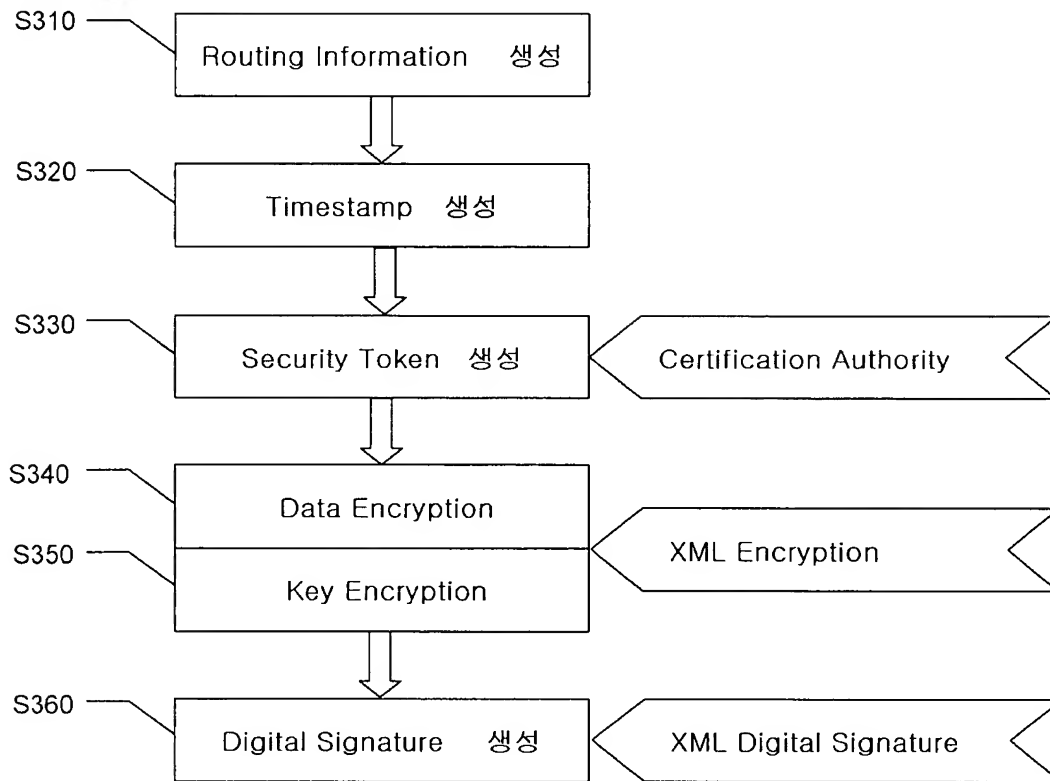 S310
Routing Information 생성
S320
Timestamp 생성
S330
Security Token 생성
Certification Authority
S340
Data Encryption
XML Encryption
S350
Key Encryption
S360
Digital Signature 생성
XML Digital Signature